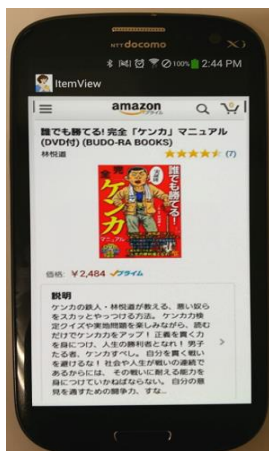 NTT docomo
100% 2:44 PM
ItemView
amazon
プライム
誰でも勝てる! 完全「ケンカ」マニュアル
(DVD付) (BUDO-RA BOOKS)
林悦道
(7)
誰でも勝てる!
完全
ケンカ
マニュアル
価格: ￥2,484 プライム
説明
ケンカの鉄人・林悦道が教える、悪い奴ら
をスカッとやっつける方法。 ケンカ力検
定クイズや実地問題を楽しみながら、読む
だけでケンカ力をアップ！ 正義を貫く力
を身につけ、人生の勝利者となれ！ 男子
たる者、ケンカすべし。 自分を貫く戦い
を避けるな！ 社会や人生が戦いの連続で
あるからには、 その戦いに耐える能力を
身につけていかねばならない。 自分の意
見を通すための闘争力、すな...